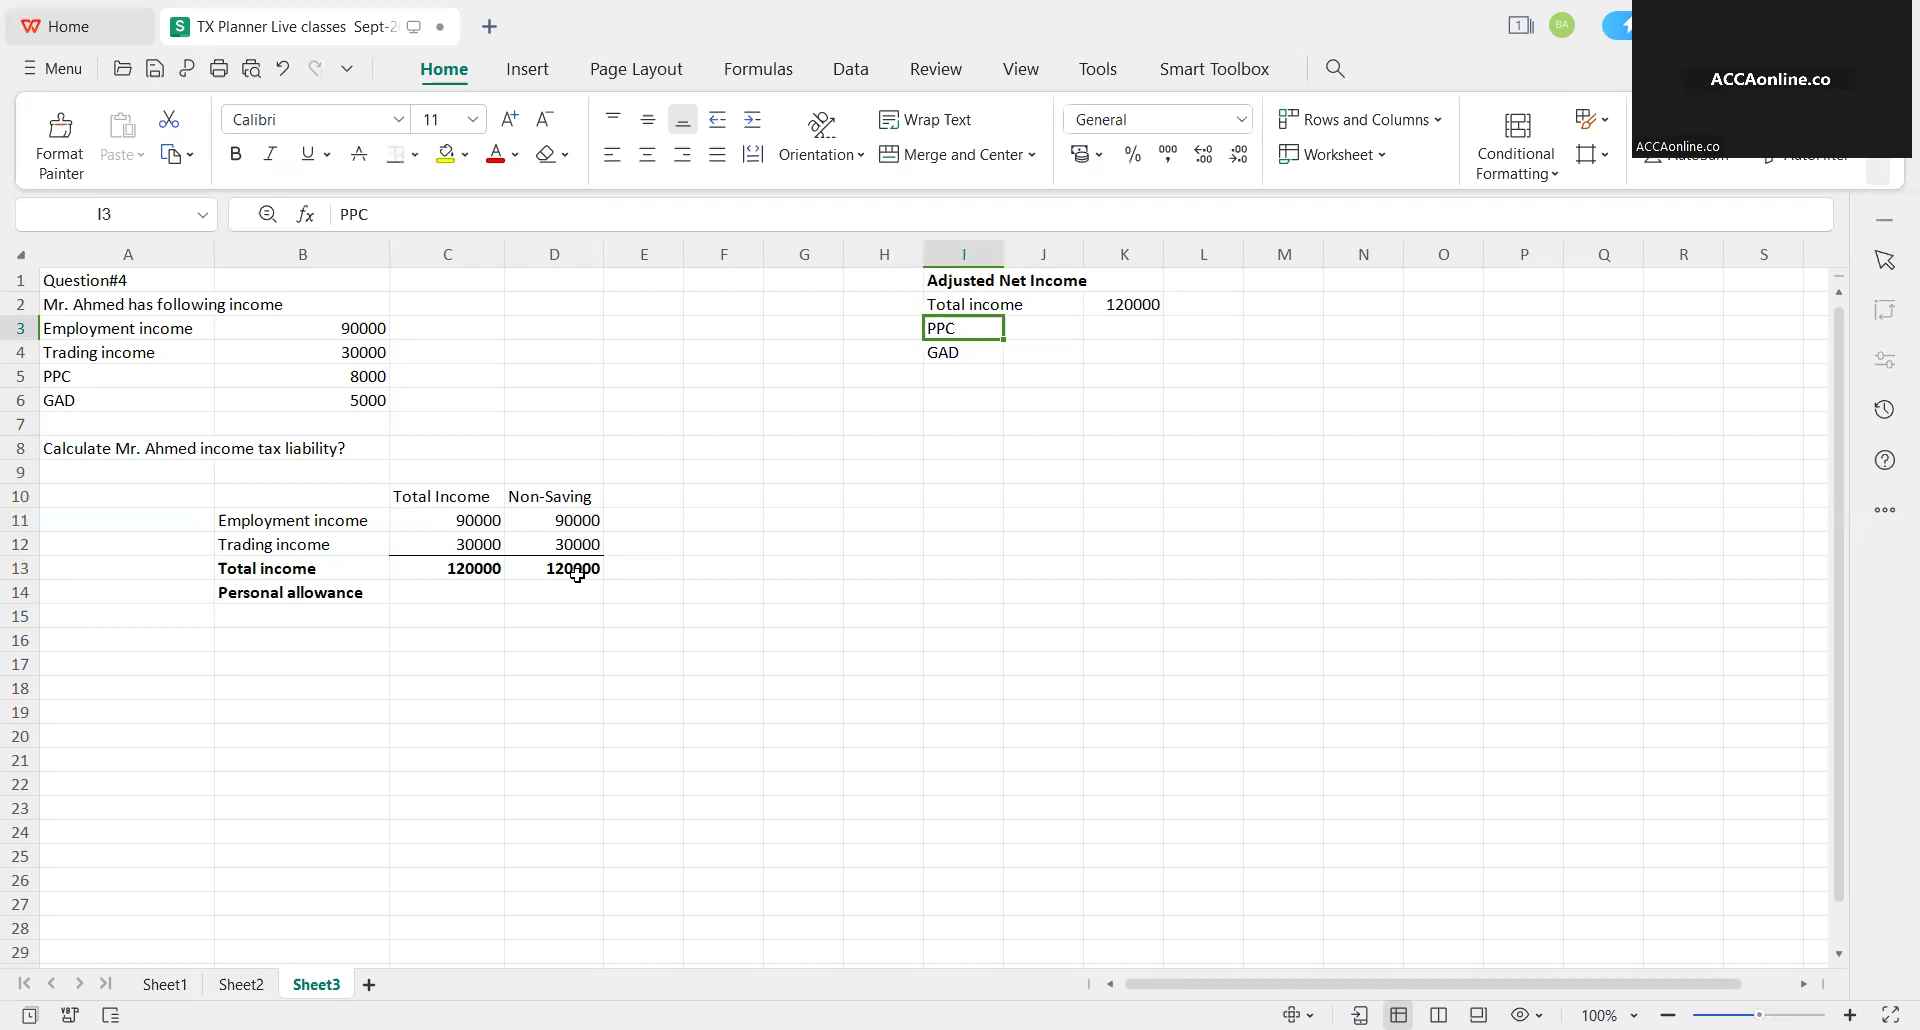 Home
TX Planner Live classes Sept-2
Menu
Home Insert Page Layout Formulas Data Review View Tools Smart Toolbox
ACCAonline.co
ACCAonline.co
Format Painter
Paste
Calibri 11
Orientation
Wrap Text
Merge and Center
General
Rows and Columns
Worksheet
Conditional Formatting
I3
fx PPC
A B C D E F G H I J K L M N O P Q R S
1 Question#4 Adjusted Net Income
2 Mr. Ahmed has following income Total income 120000
3 Employment income 90000 PPC
4 Trading income 30000 GAD
5 PPC 8000
6 GAD 5000
7
8 Calculate Mr. Ahmed income tax liability?
9
10 Total Income Non-Saving
11 Employment income 90000 90000
12 Trading income 30000 30000
13 Total income 120000 120000
14 Personal allowance
15
16
17
18
19
20
21
22
23
24
25
26
27
28
29
Sheet1 Sheet2 Sheet3
100%